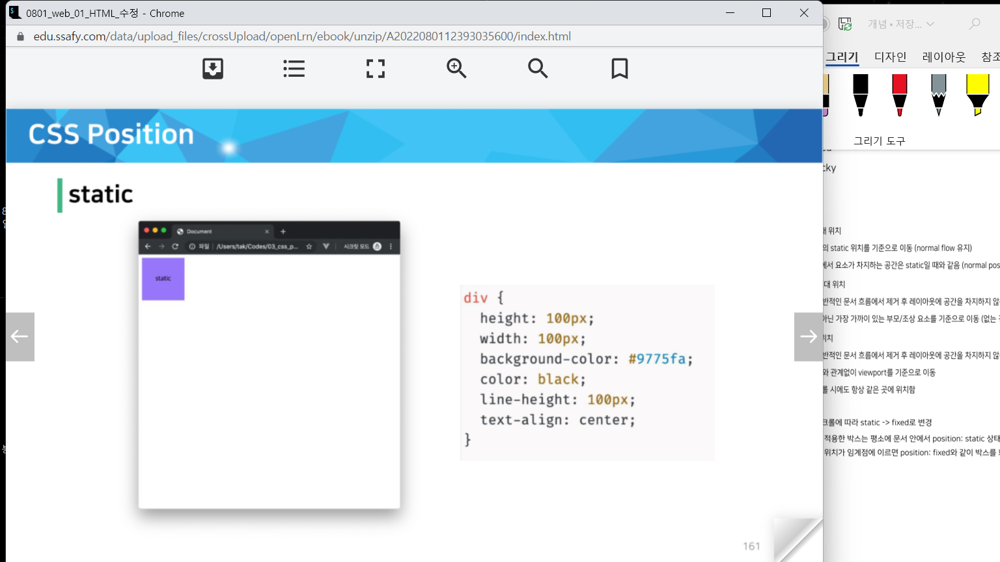 0801_web_01_HTML_수정 - Chrome
edu.ssafy.com/data/upload_files/crossUpload/openLrn/ebook/unzip/A2022080112393035600/index.html
CSS Position
static
Document
파일 | /Users/tak/Codes/03_css_p...
시크릿 모드
static
div {
height: 100px;
width: 100px;
background-color: #9775fa;
color: black;
line-height: 100px;
text-align: center;
}
161
개념 • 저장...
그리기 디자인 레이아웃 참조
그리기 도구
cky
위치
의 static 위치를 기준으로 이동 (normal flow 유지)
에서 요소가 차지하는 공간은 static일 때와 같음 (normal pos
대 위치
반적인 문서 흐름에서 제거 후 레이아웃에 공간을 차지하지 않
아닌 가장 가까이 있는 부모/조상 요소를 기준으로 이동 (없는
위치
반적인 문서 흐름에서 제거 후 레이아웃에 공간을 차지하지 않
와 관계없이 viewport를 기준으로 이동
롤 시에도 항상 같은 곳에 위치함
크롤에 따라 static -> fixed로 변경
적용한 박스는 평소에 문서 안에서 position: static 상태
위치가 임계점에 이르면 position: fixed와 같이 박스를